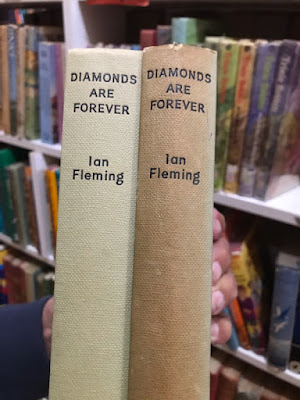 DIAMONDS
ARE
FOREVER
Ian
Fleming
DIAMONDS
ARE
FOREVER
Ian
Fleming